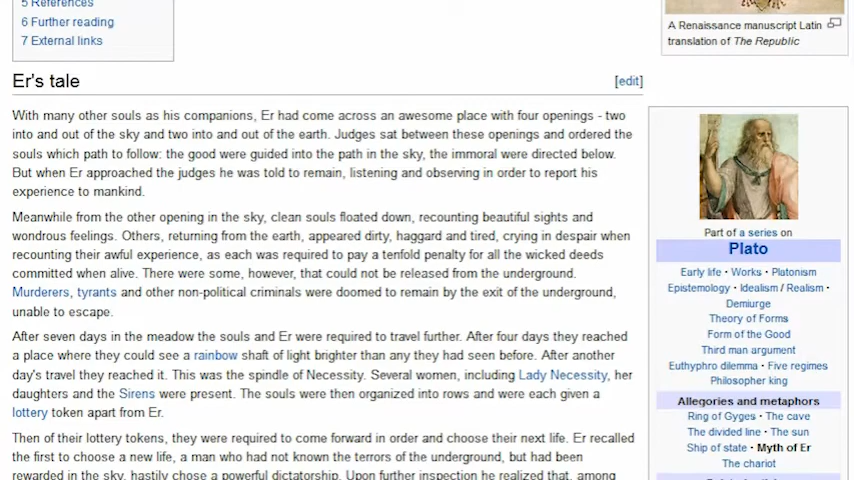 5 References
6 Further reading
7 External links
A Renaissance manuscript Latin
translation of The Republic
Er's tale
[edit]
With many other souls as his companions, Er had come across an awesome place with four openings - two
into and out of the sky and two into and out of the earth. Judges sat between these openings and ordered the
souls which path to follow: the good were guided into the path in the sky, the immoral were directed below.
But when Er approached the judges he was told to remain, listening and observing in order to report his
experience to mankind.
Meanwhile from the other opening in the sky, clean souls floated down, recounting beautiful sights and
wondrous feelings. Others, returning from the earth, appeared dirty, haggard and tired, crying in despair when
recounting their awful experience, as each was required to pay a tenfold penalty for all the wicked deeds
committed when alive. There were some, however, that could not be released from the underground.
Murderers, tyrants and other non-political criminals were doomed to remain by the exit of the underground,
unable to escape.
After seven days in the meadow the souls and Er were required to travel further. After four days they reached
a place where they could see a rainbow shaft of light brighter than any they had seen before. After another
day's travel they reached it. This was the spindle of Necessity. Several women, including Lady Necessity, her
daughters and the Sirens were present. The souls were then organized into rows and were each given a
lottery token apart from Er.
Then of their lottery tokens, they were required to come forward in order and choose their next life. Er recalled
the first to choose a new life, a man who had not known the terrors of the underground, but had been
rewarded in the sky, hastily chose a powerful dictatorship. Upon further inspection he realized that, among
Part of a series on
Plato
Early life · Works · Platonism
Epistemology · Idealism / Realism ·
Demiurge
Theory of Forms
Form of the Good
Third man argument
Euthyphro dilemma · Five regimes
Philosopher king
Allegories and metaphors
Ring of Gyges · The cave
The divided line · The sun
Ship of state · Myth of Er
The chariot